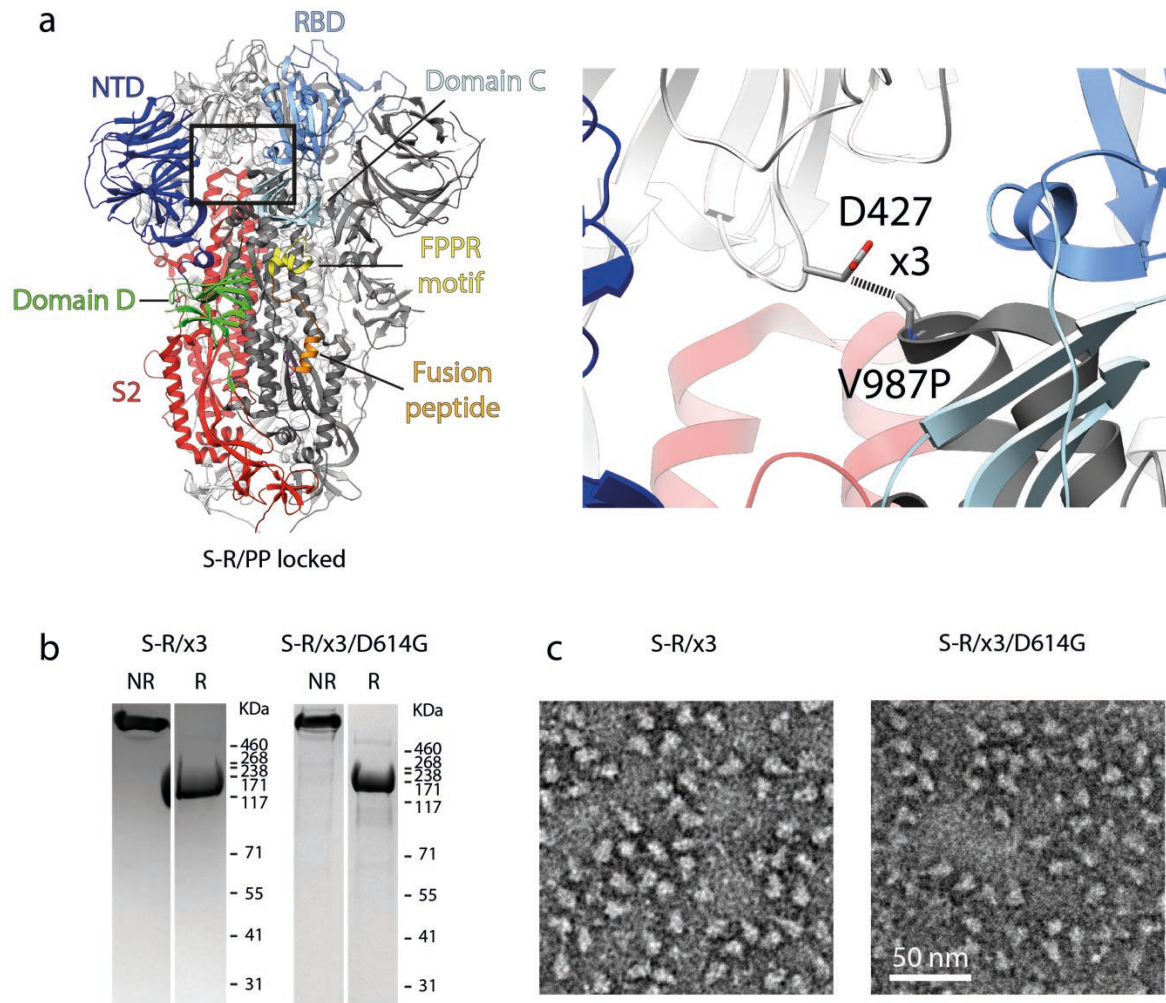 a
RBD
NTD
Domain C
FPPR
motif
Domain D
S2
Fusion
peptide
S-R/PP locked
D427
x3
V987P
b
S-R/x3
S-R/x3/D614G
NR
R
KDa
460
268
238
171
117
71
55
41
31
NR
R
KDa
460
268
238
171
117
71
55
41
31
c
S-R/x3
S-R/x3/D614G
50 nm